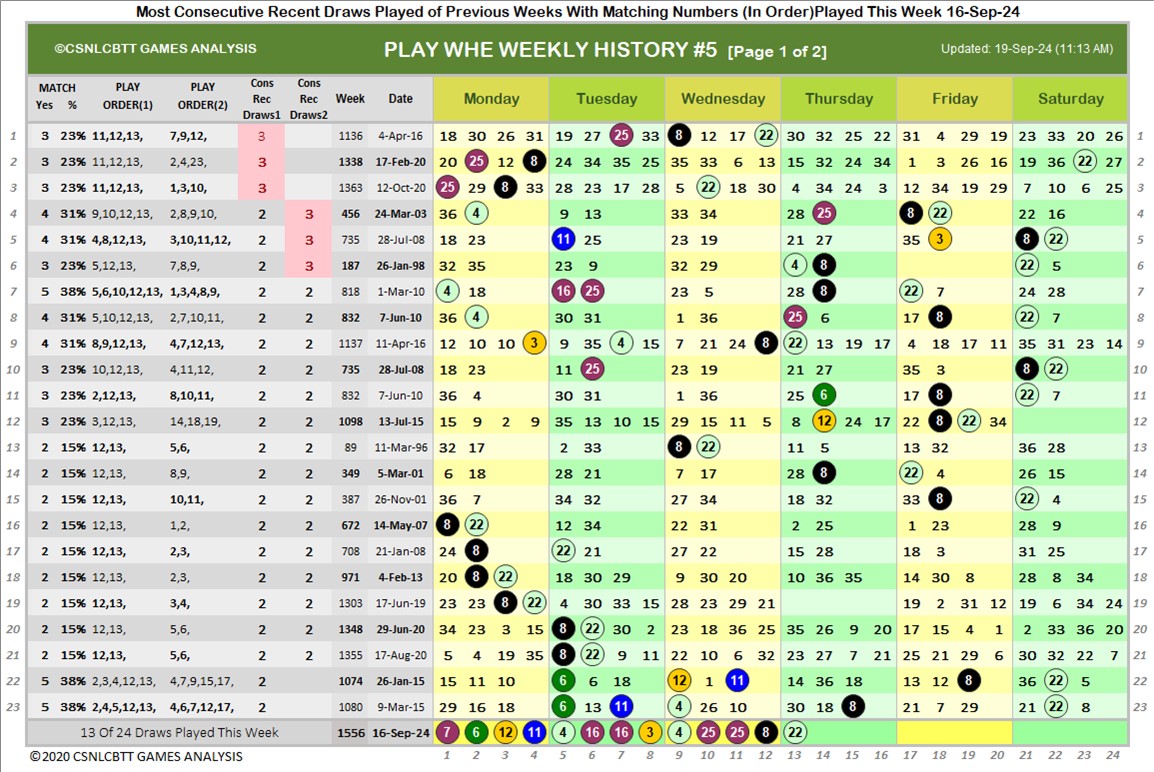 Most Consecutive Recent Draws Played of Previous Weeks With Matching Numbers (In Order)Played This Week 16-Sep-24
©CSNLCBTT GAMES ANALYSIS PLAY WHE WEEKLY HISTORY #5 [Page 1 of 2] Updated: 19-Sep-24 (11:13 AM)
MATCH Yes % PLAY ORDER(1) PLAY ORDER(2) Cons Rec Draws1 Cons Rec Draws2 Week Date Monday Tuesday Wednesday Thursday Friday Saturday
1 3 23% 11,12,13, 7,9,12, 3 1136 4-Apr-16 18 30 26 31 19 27 25 33 8 12 17 22 30 32 15 22 31 4 29 19 23 33 20 26 1
2 3 23% 11,12,13, 2,4,23, 3 1338 17-Feb-20 20 25 12 8 24 34 35 25 35 33 6 13 15 32 24 34 1 3 26 16 19 36 22 27 2
3 3 23% 11,12,13, 1,3,10, 3 1363 12-Oct-20 25 29 8 33 28 23 17 28 5 22 18 30 4 34 24 3 12 34 19 29 7 10 6 25 3
4 4 31% 9,10,12,13, 2,8,9,10, 2 3 456 24-Mar-03 36 4 9 13 33 34 28 25 8 22 22 16 4
5 4 31% 4,8,12,13, 3,10,11,12, 2 3 735 28-Jul-08 18 23 11 25 23 19 21 27 35 3 8 22 5
6 3 23% 5,12,13, 7,8,9, 2 3 187 26-Jan-98 32 35 23 9 32 29 4 8 22 5 6
7 5 38% 5,6,10,12,13, 1,3,4,8,9, 2 2 818 1-Mar-10 4 18 16 25 23 5 28 8 22 7 24 28 7
8 4 31% 5,10,12,13, 2,7,10,11, 2 2 832 7-Jun-10 36 4 30 31 1 36 25 6 17 8 22 7 8
9 4 31% 8,9,12,13, 4,7,12,13, 2 2 1137 11-Apr-16 12 10 10 3 9 35 4 15 7 21 24 8 22 13 19 17 4 18 17 11 35 31 23 14 9
10 3 23% 10,12,13, 4,11,12, 2 2 735 28-Jul-08 18 23 11 25 23 19 21 27 35 3 8 22 10
11 3 23% 2,12,13, 8,10,11, 2 2 832 7-Jun-10 36 4 30 31 1 36 25 6 17 8 22 7 11
12 3 23% 3,12,13, 14,18,19, 2 2 1098 13-Jul-15 15 9 2 9 35 13 10 15 29 15 11 5 8 12 24 17 22 8 22 34 12
13 2 15% 12,13, 5,6, 2 2 89 11-Mar-96 32 17 2 33 8 22 11 5 13 32 36 28 13
14 2 15% 12,13, 8,9, 2 2 349 5-Mar-01 6 18 28 21 7 17 28 8 22 4 26 15 14
15 2 15% 12,13, 10,11, 2 2 387 26-Nov-01 36 7 34 32 27 34 18 32 33 8 22 4 15
16 2 15% 12,13, 1,2, 2 2 672 14-May-07 8 22 12 34 22 31 2 25 1 23 28 9 16
17 2 15% 12,13, 2,3, 2 2 708 21-Jan-08 24 8 22 21 27 22 15 28 18 3 31 25 17
18 2 15% 12,13, 2,3, 2 2 971 4-Feb-13 20 8 22 18 30 29 9 30 20 10 36 35 14 30 8 28 8 34 18
19 2 15% 12,13, 3,4, 2 2 1303 17-Jun-19 23 23 8 22 4 30 33 15 28 23 29 21 19 2 31 12 19 6 34 24 19
20 2 15% 12,13, 5,6, 2 2 1348 29-Jun-20 34 23 3 15 8 22 30 2 23 18 36 25 35 26 9 20 17 15 4 1 2 33 36 20 20
21 2 15% 12,13, 5,6, 2 2 1355 17-Aug-20 5 4 19 35 8 22 9 11 22 10 6 32 23 27 7 21 25 21 29 6 30 32 22 7 21
22 5 38% 2,3,4,12,13, 4,7,9,15,17, 2 2 1074 26-Jan-15 15 11 10 6 6 18 12 1 11 14 36 18 13 12 8 36 22 5 22
23 5 38% 2,4,5,12,13, 4,6,7,12,17, 2 2 1080 9-Mar-15 29 16 18 6 13 11 4 26 10 30 18 8 21 7 29 21 22 8 23
13 Of 24 Draws Played This Week 1556 16-Sep-24 7 6 12 11 4 16 16 3 4 25 25 8 22
©2020 CSNLCBTT GAMES ANALYSIS 1 2 3 4 5 6 7 8 9 10 11 12 13 14 15 16 17 18 19 20 21 22 23 24